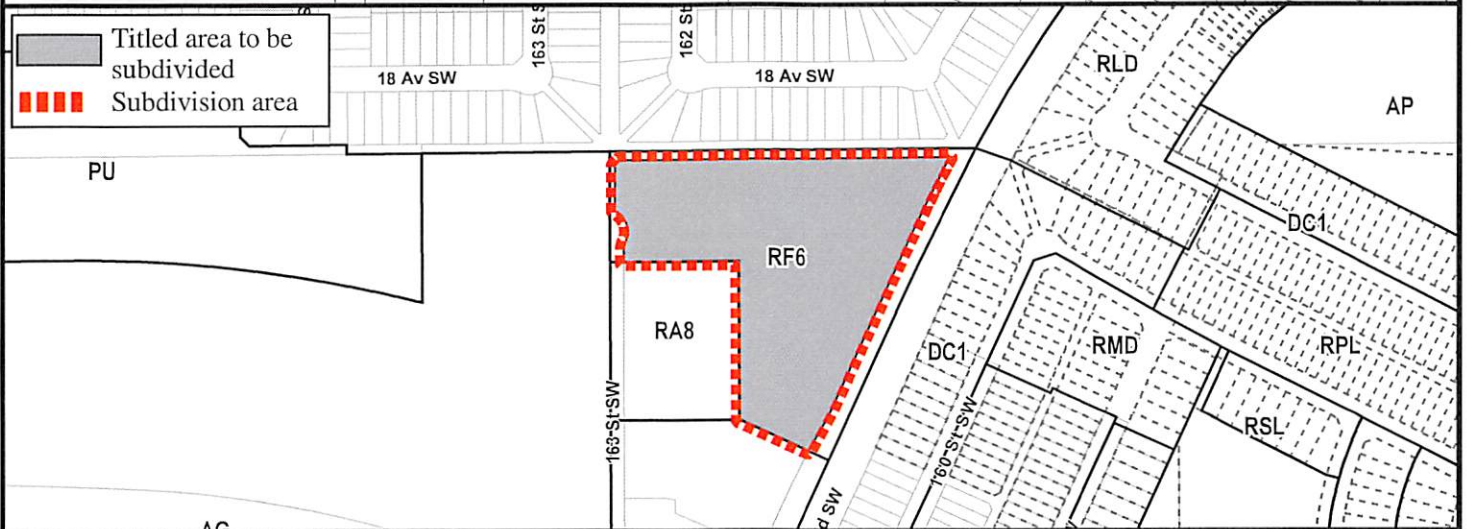 Titled area to be
subdivided
Subdivision area
163 St S
162 St
18 Av SW
18 Av SW
RLD
AP
PU
DC1
RF6
RA8
DC1
RMD
RPL
RSL
163 St SW
160 St SW
d SW